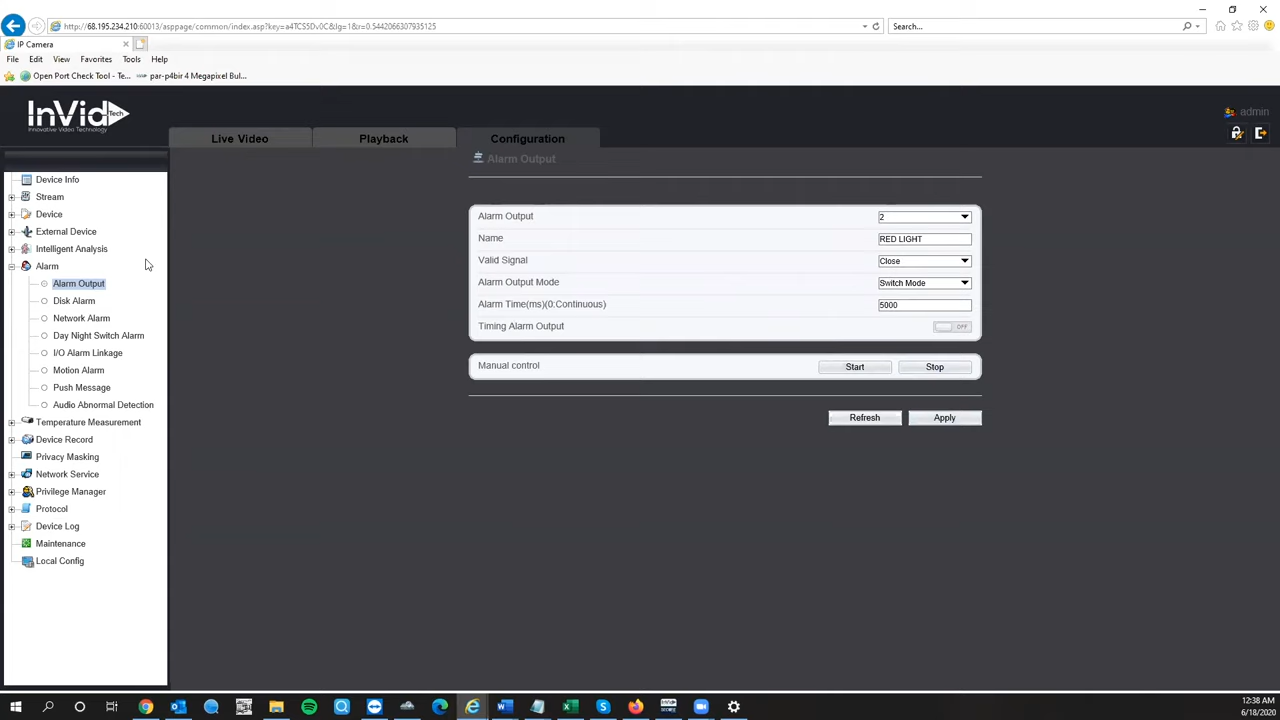 http://68.195.234.210:60013/asppage/common/index.asp?key=a4TCS5Dv0C&lg=1&r=0.5442066307935125
Search...
IP Camera
File Edit View Favorites Tools Help
Open Port Check Tool - Te... par-p4bir 4 Megapixel Bul...
InVid Tech
Innovative Video Technology
admin
Live Video Playback Configuration
Alarm Output
Device Info
Stream
Device
External Device
Intelligent Analysis
Alarm
Alarm Output
Disk Alarm
Network Alarm
Day Night Switch Alarm
I/O Alarm Linkage
Motion Alarm
Push Message
Audio Abnormal Detection
Temperature Measurement
Device Record
Privacy Masking
Network Service
Privilege Manager
Protocol
Device Log
Maintenance
Local Config
Alarm Output 2
Name RED LIGHT
Valid Signal Close
Alarm Output Mode Switch Mode
Alarm Time(ms)(0:Continuous) 5000
Timing Alarm Output OFF
Manual control Start Stop
Refresh Apply
12:38 AM
6/18/2020